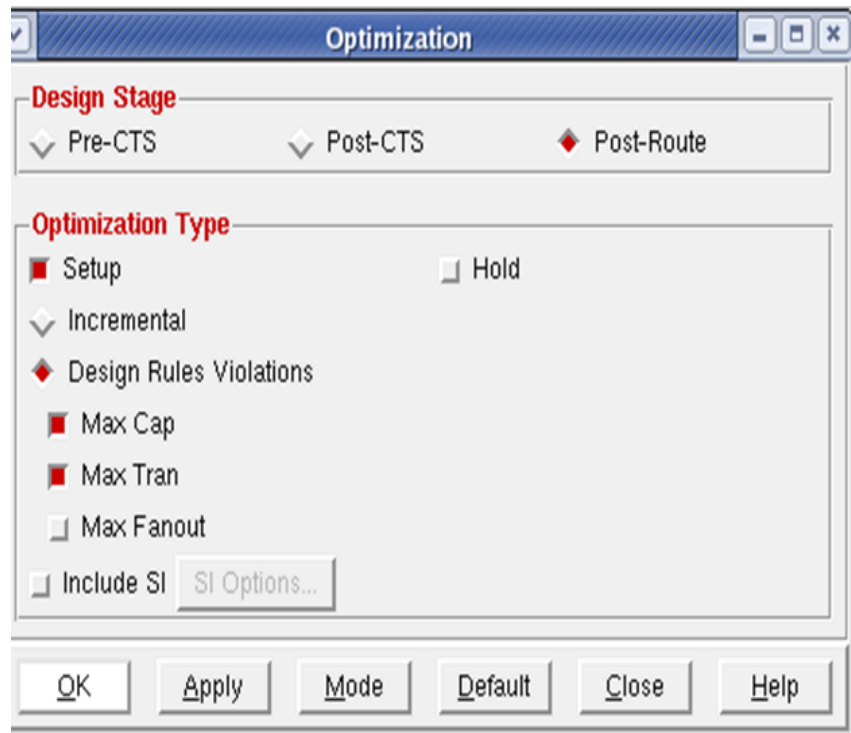 Optimization
Design Stage
Pre-CTS Post-CTS Post-Route
Optimization Type
Setup Hold
Incremental
Design Rules Violations
Max Cap
Max Tran
Max Fanout
Include SI SI Options...
OK Apply Mode Default Close Help